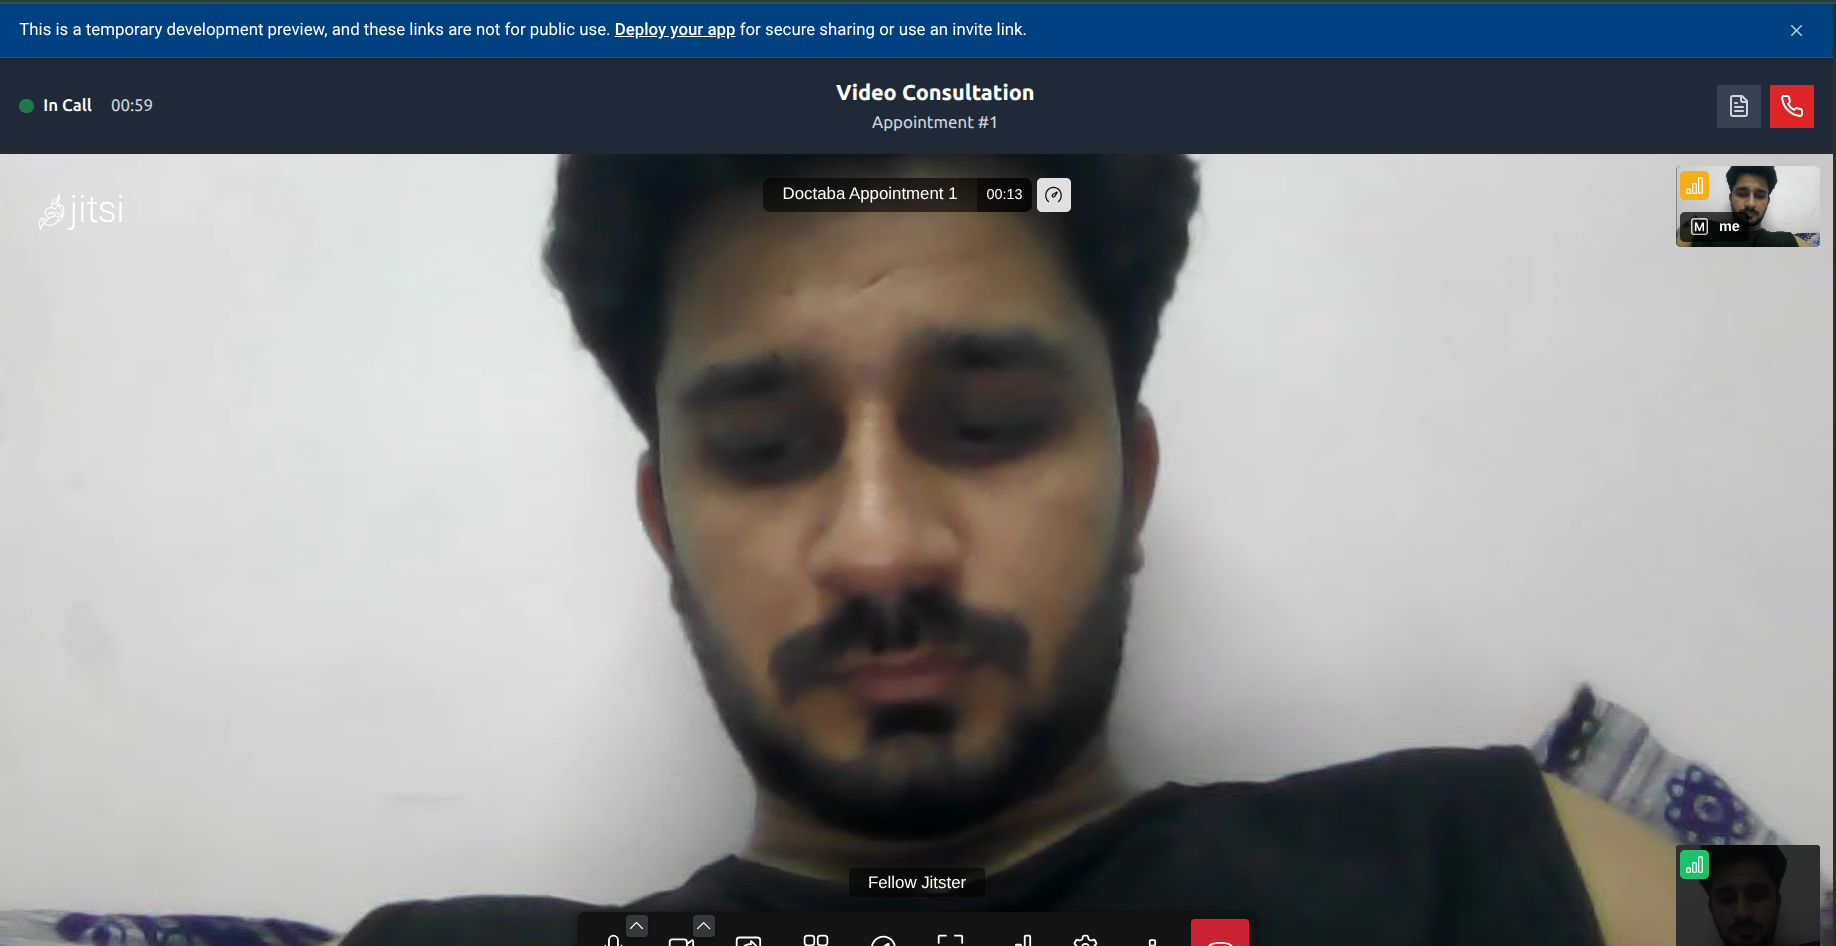 This is a temporary development preview, and these links are not for public use. Deploy your app for secure sharing or use an invite link.
In Call 00:59
Video Consultation
Appointment #1
jitsi
Doctaba Appointment 1 00:13
M me
Fellow Jitster